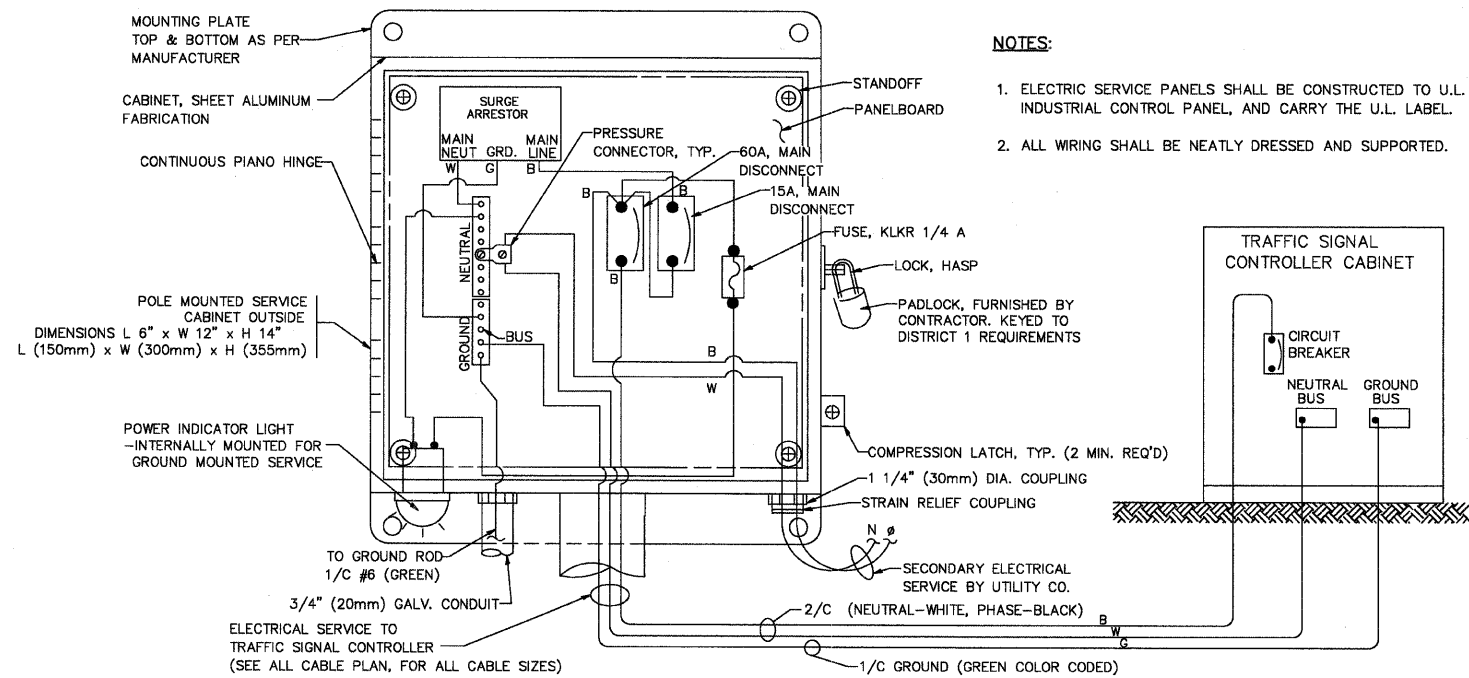 MOUNTING PLATE
TOP & BOTTOM AS PER
MANUFACTURER
CABINET, SHEET ALUMINUM
FABRICATION
CONTINUOUS PIANO HINGE
POLE MOUNTED SERVICE
CABINET OUTSIDE
DIMENSIONS L 6" x W 12" x H 14"
L (150mm) x W (300mm) x H (355mm)
POWER INDICATOR LIGHT
-INTERNALLY MOUNTED FOR
GROUND MOUNTED SERVICE
SURGE
ARRESTOR
MAIN
NEUT
GRD.
MAIN
LINE
W
G
B
NEUTRAL
GROUND
BUS
PRESSURE
CONNECTOR, TYP.
B
B
B
B
W
STANDOFF
PANELBOARD
60A, MAIN
DISCONNECT
15A, MAIN
DISCONNECT
FUSE, KLKR 1/4 A
LOCK, HASP
PADLOCK, FURNISHED BY
CONTRACTOR. KEYED TO
DISTRICT 1 REQUIREMENTS
COMPRESSION LATCH, TYP. (2 MIN. REQ'D)
1 1/4" (30mm) DIA. COUPLING
STRAIN RELIEF COUPLING
N ø
SECONDARY ELECTRICAL
SERVICE BY UTILITY CO.
TO GROUND ROD
1/C #6 (GREEN)
3/4" (20mm) GALV. CONDUIT
ELECTRICAL SERVICE TO
TRAFFIC SIGNAL CONTROLLER
(SEE ALL CABLE PLAN, FOR ALL CABLE SIZES)
2/C (NEUTRAL-WHITE, PHASE-BLACK)
B
W
G
1/C GROUND (GREEN COLOR CODED)
NOTES:
1. ELECTRIC SERVICE PANELS SHALL BE CONSTRUCTED TO U.L.
INDUSTRIAL CONTROL PANEL, AND CARRY THE U.L. LABEL.
2. ALL WIRING SHALL BE NEATLY DRESSED AND SUPPORTED.
TRAFFIC SIGNAL
CONTROLLER CABINET
CIRCUIT
BREAKER
NEUTRAL
BUS
GROUND
BUS